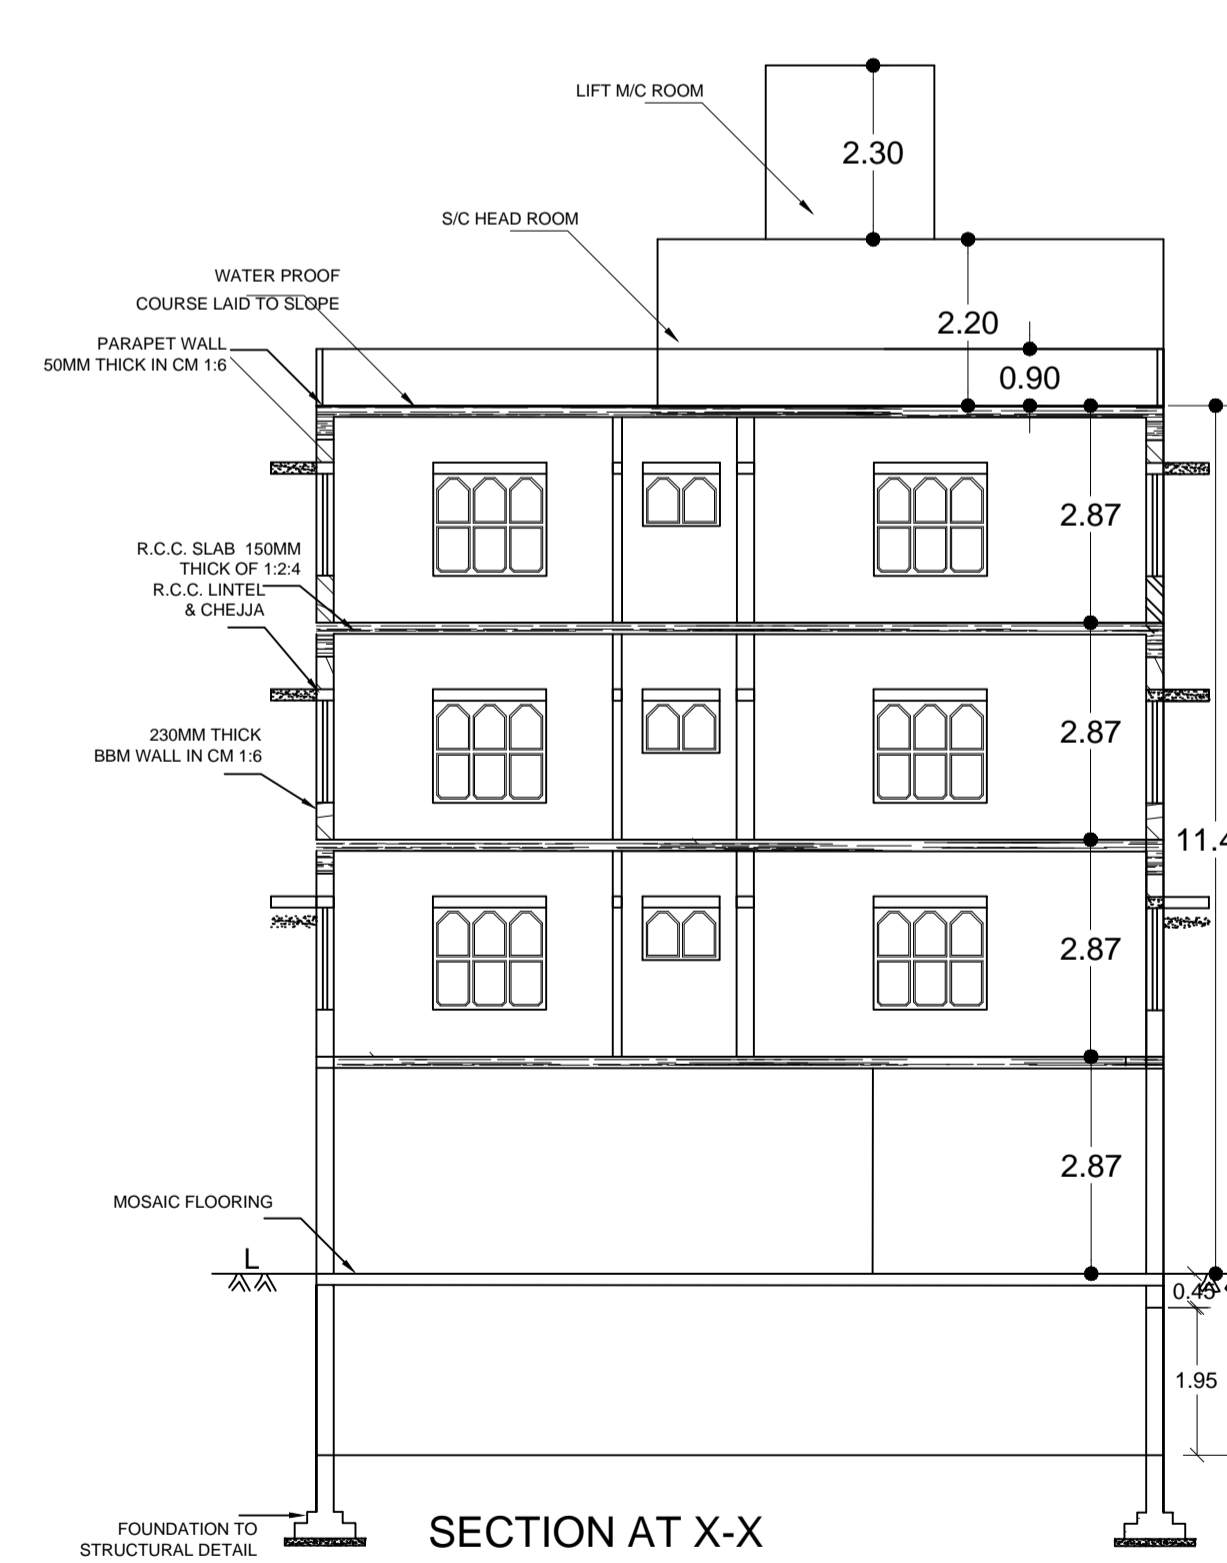 LIFT M/C ROOM
2.30
S/C HEAD ROOM
WATER PROOF
COURSE LAID TO SLOPE
2.20
PARAPET WALL
50MM THICK IN CM 1:6
0.90
2.87
R.C.C. SLAB 150MM
THICK OF 1:2:4
R.C.C. LINTEL
& CHEJJA
2.87
230MM THICK
BBM WALL IN CM 1:6
11.4
2.87
2.87
MOSAIC FLOORING
L
0.45
1.95
FOUNDATION TO
STRUCTURAL DETAIL
SECTION AT X-X